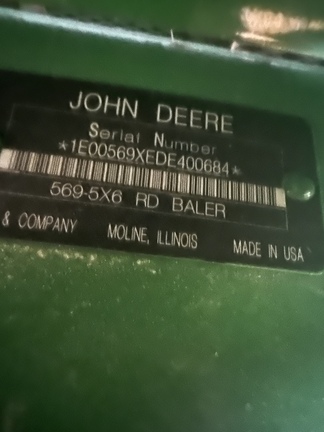 JOHN DEERE
Serial Number
*1E00569XEDE400684*
569-5X6 RD BALER
& COMPANY MOLINE, ILLINOIS MADE IN USA